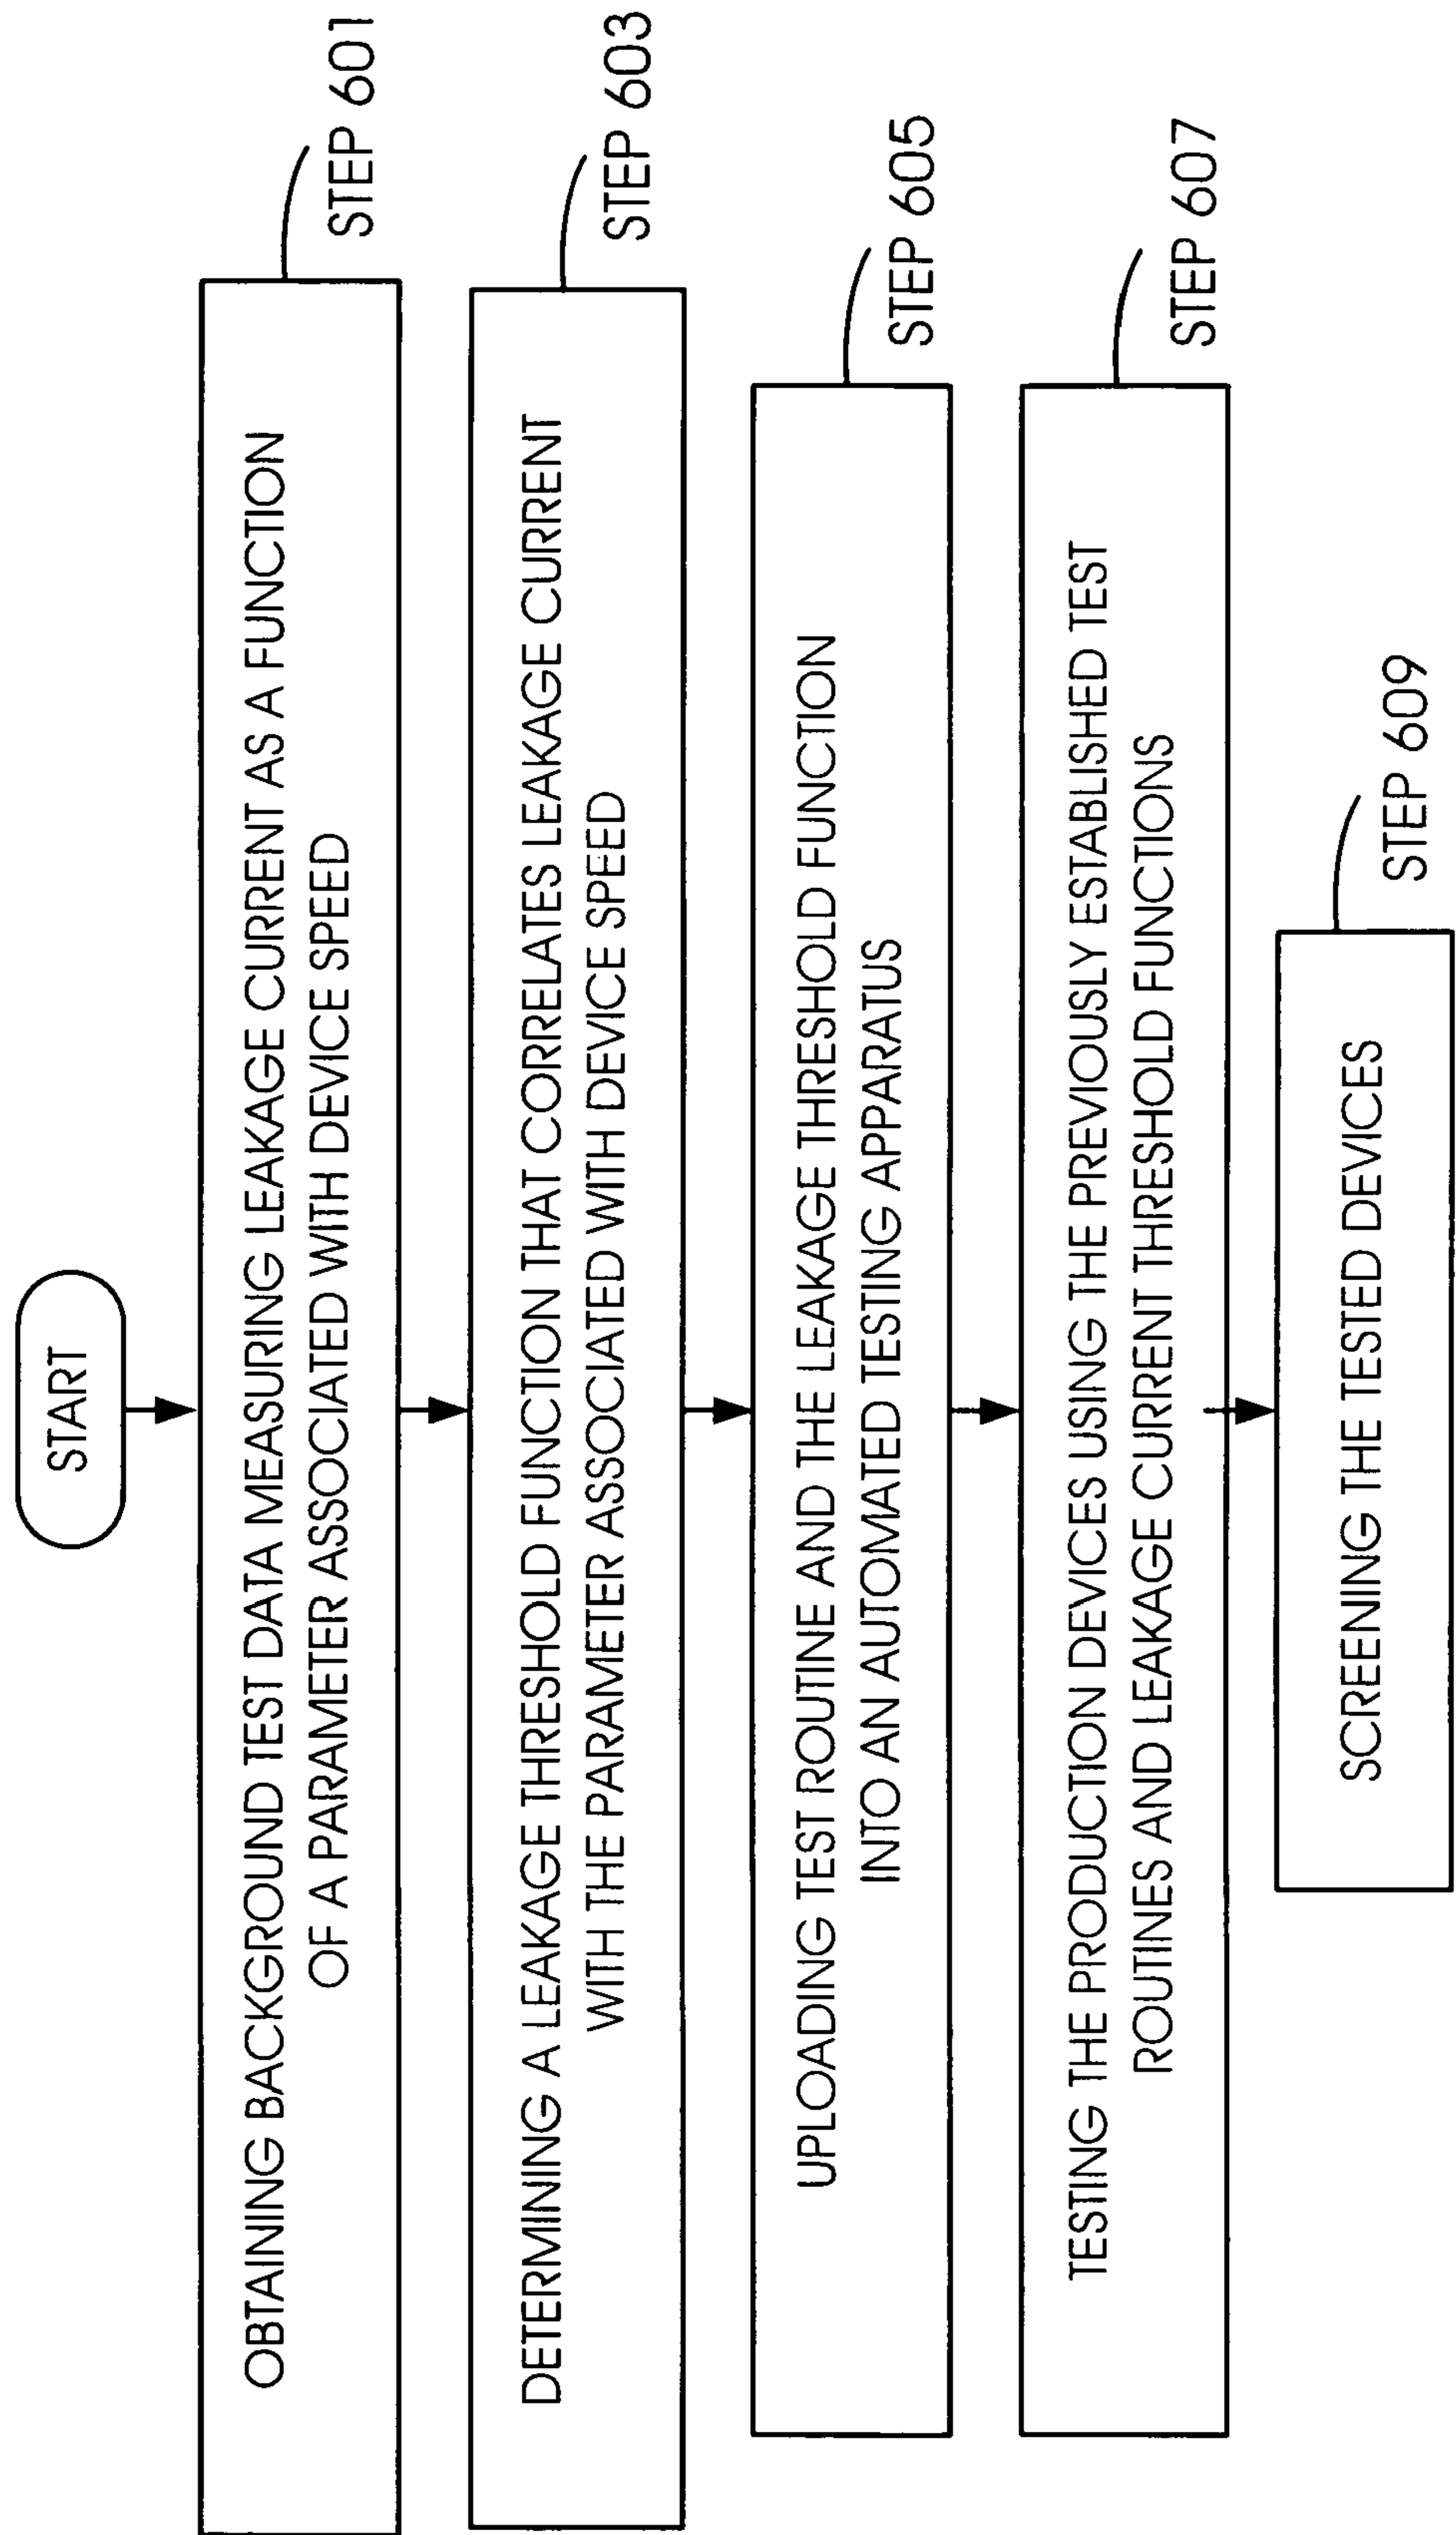 START
OBTAINING BACKGROUND TEST DATA MEASURING LEAKAGE CURRENT AS A FUNCTION
OF A PARAMETER ASSOCIATED WITH DEVICE SPEED
STEP 601
DETERMINING A LEAKAGE THRESHOLD FUNCTION THAT CORRELATES LEAKAGE CURRENT
WITH THE PARAMETER ASSOCIATED WITH DEVICE SPEED
STEP 603
UPLOADING TEST ROUTINE AND THE LEAKAGE THRESHOLD FUNCTION
INTO AN AUTOMATED TESTING APPARATUS
STEP 605
TESTING THE PRODUCTION DEVICES USING THE PREVIOUSLY ESTABLISHED TEST
ROUTINES AND LEAKAGE CURRENT THRESHOLD FUNCTIONS
STEP 607
SCREENING THE TESTED DEVICES
STEP 609